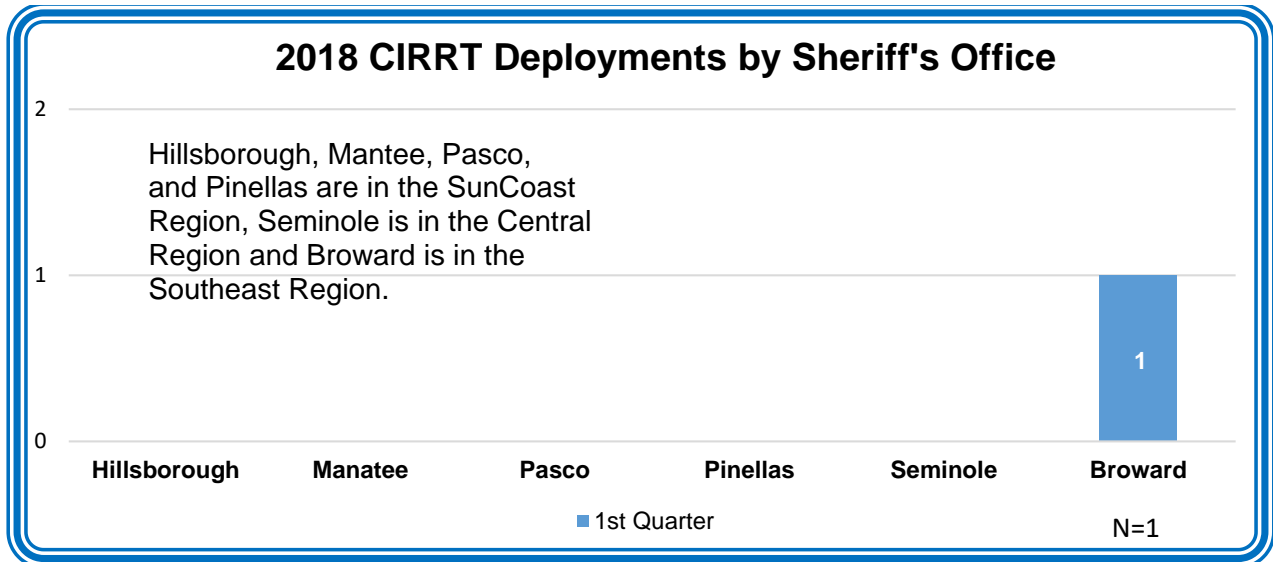 2018 CIRRT Deployments by Sheriff's Office
2
Hillsborough, Mantee, Pasco,
and Pinellas are in the SunCoast
Region, Seminole is in the Central
Region and Broward is in the
Southeast Region.
1
1
0
Hillsborough Manatee Pasco Pinellas Seminole Broward
1st Quarter
N=1